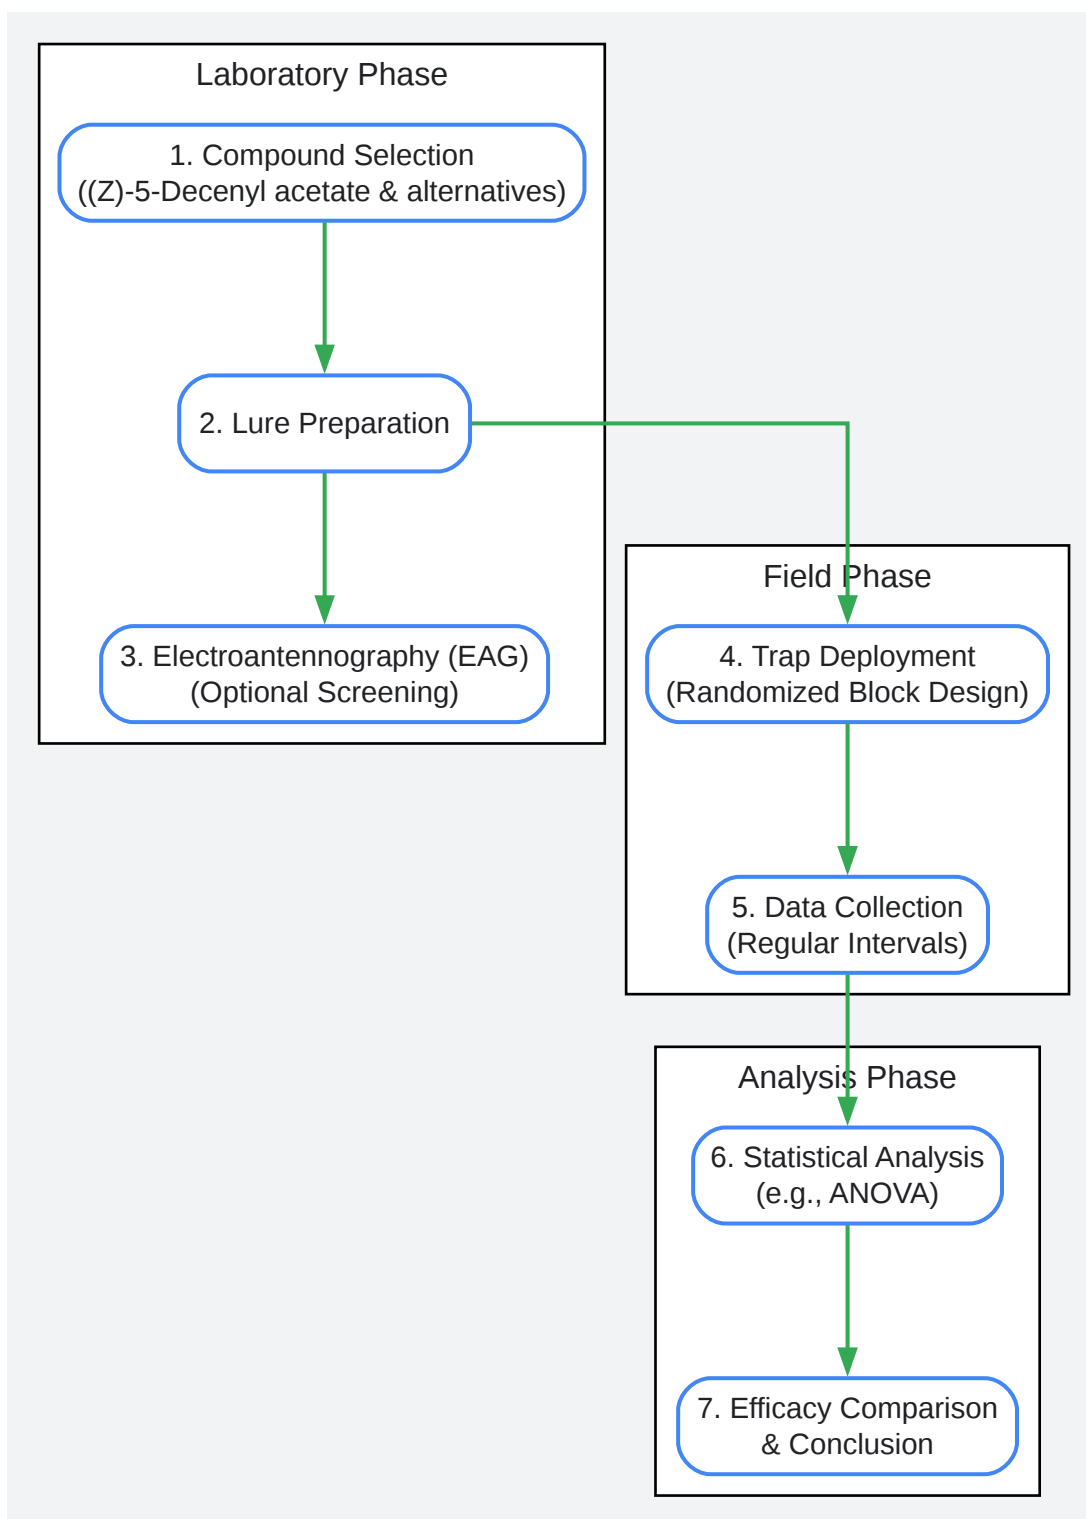 Laboratory Phase
1. Compound Selection
((Z)-5-Decenyl acetate & alternatives)
2. Lure Preparation
3. Electroantennography (EAG)
(Optional Screening)
Field Phase
4. Trap Deployment
(Randomized Block Design)
5. Data Collection
(Regular Intervals)
Analysis Phase
6. Statistical Analysis
(e.g., ANOVA)
7. Efficacy Comparison
& Conclusion